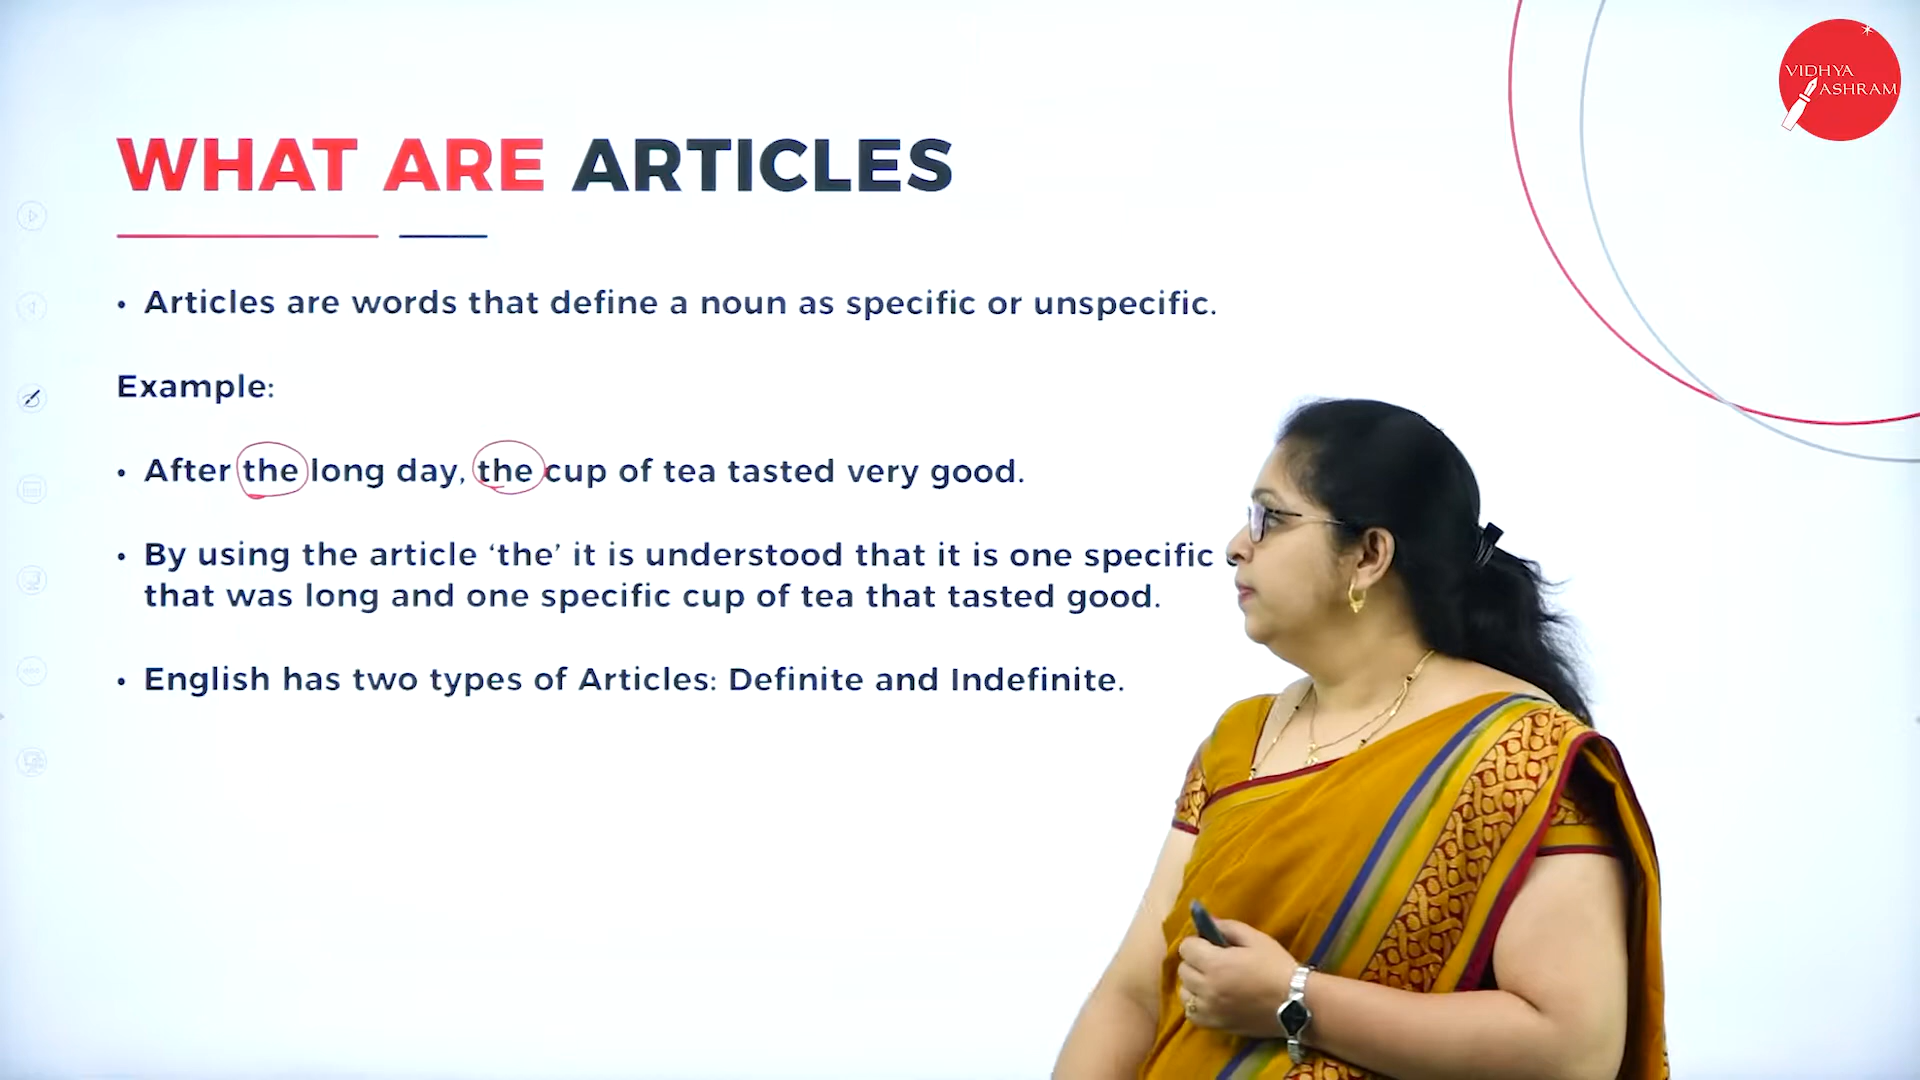 VIDHYA
ASHRAM
WHAT ARE ARTICLES
• Articles are words that define a noun as specific or unspecific.
Example:
• After the long day, the cup of tea tasted very good.
• By using the article ‘the’ it is understood that it is one specific
that was long and one specific cup of tea that tasted good.
• English has two types of Articles: Definite and Indefinite.